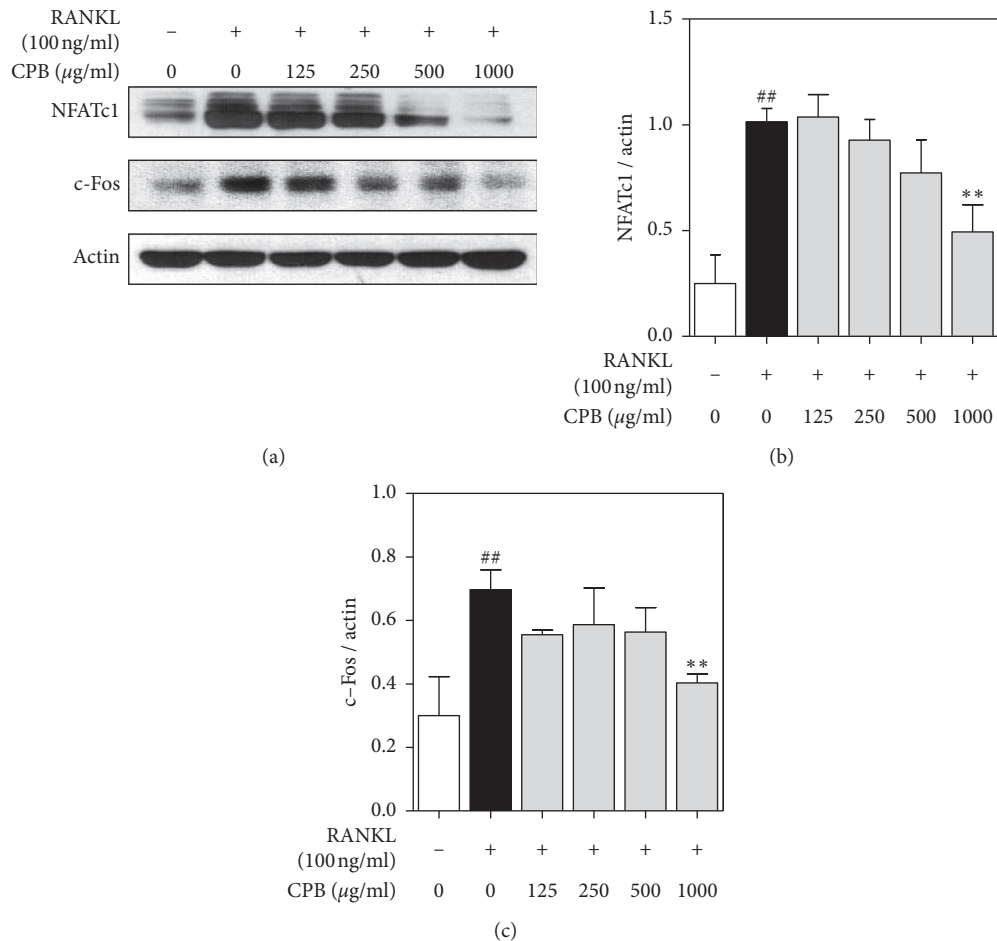 RANKL
(100 ng/ml)
– + + + + +
CPB (μg/ml) 0 0 125 250 500 1000
NFATc1
c-Fos
Actin
(a)
1.5
1.0
0.5
0.0
NFATc1 / actin
##
**
RANKL
(100 ng/ml)
– + + + + +
CPB (μg/ml) 0 0 125 250 500 1000
(b)
1.0
0.8
0.6
0.4
0.2
0.0
c–Fos / actin
##
**
RANKL
(100 ng/ml)
– + + + + +
CPB (μg/ml) 0 0 125 250 500 1000
(c)